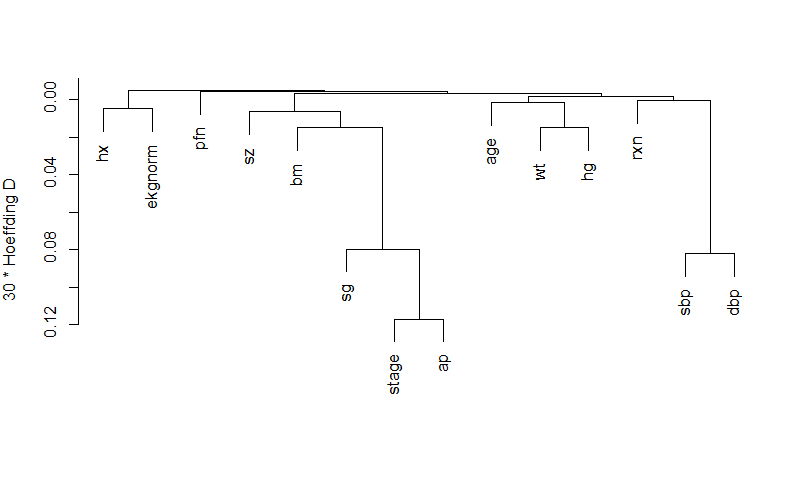 30 * Hoeffding D
0.00
0.04
0.08
0.12
hx
ekgnorm
pfn
sz
bm
sg
stage
ap
age
wt
hg
rxn
sbp
dbp